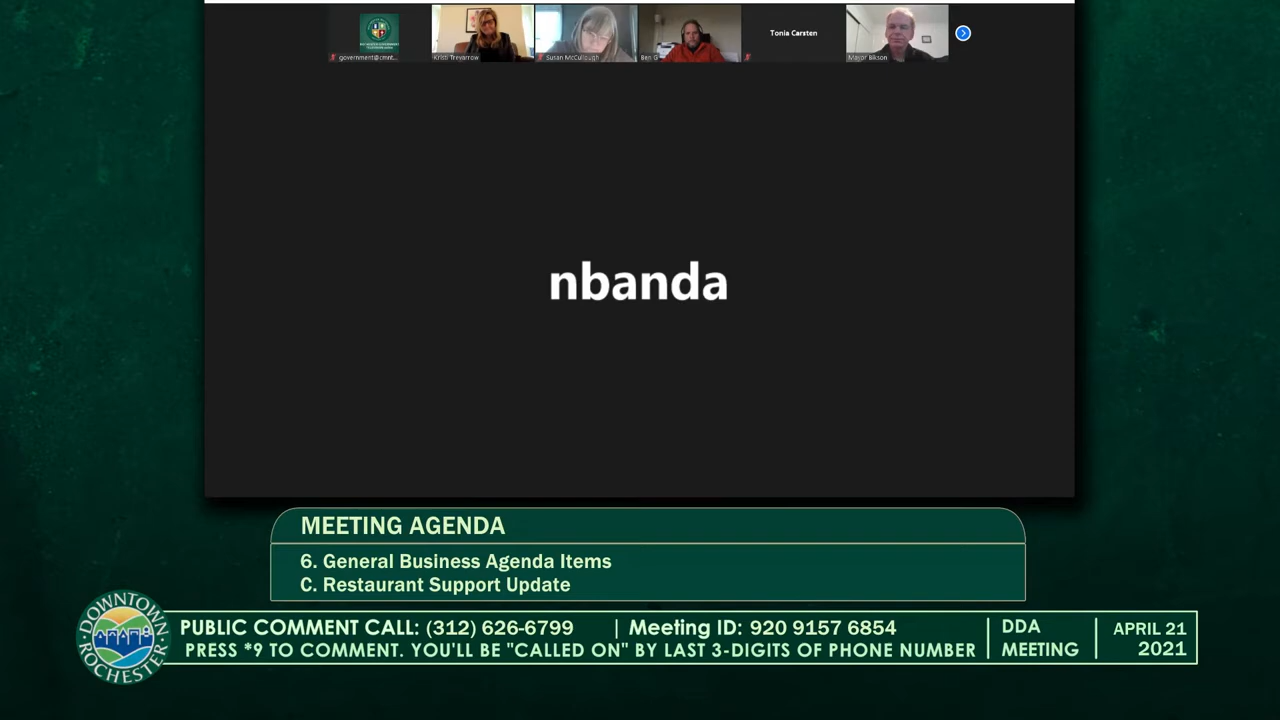 government@cmnt...
Kristi Trevarrow
Susan McCullough
Ben G
Tonia Carsten
Mayor Bikson
nbanda
MEETING AGENDA
6. General Business Agenda Items
C. Restaurant Support Update
DOWNTOWN
ROCHESTER
PUBLIC COMMENT CALL: (312) 626-6799 | Meeting ID: 920 9157 6854
PRESS *9 TO COMMENT. YOU'LL BE "CALLED ON" BY LAST 3-DIGITS OF PHONE NUMBER
DDA
MEETING
APRIL 21
2021